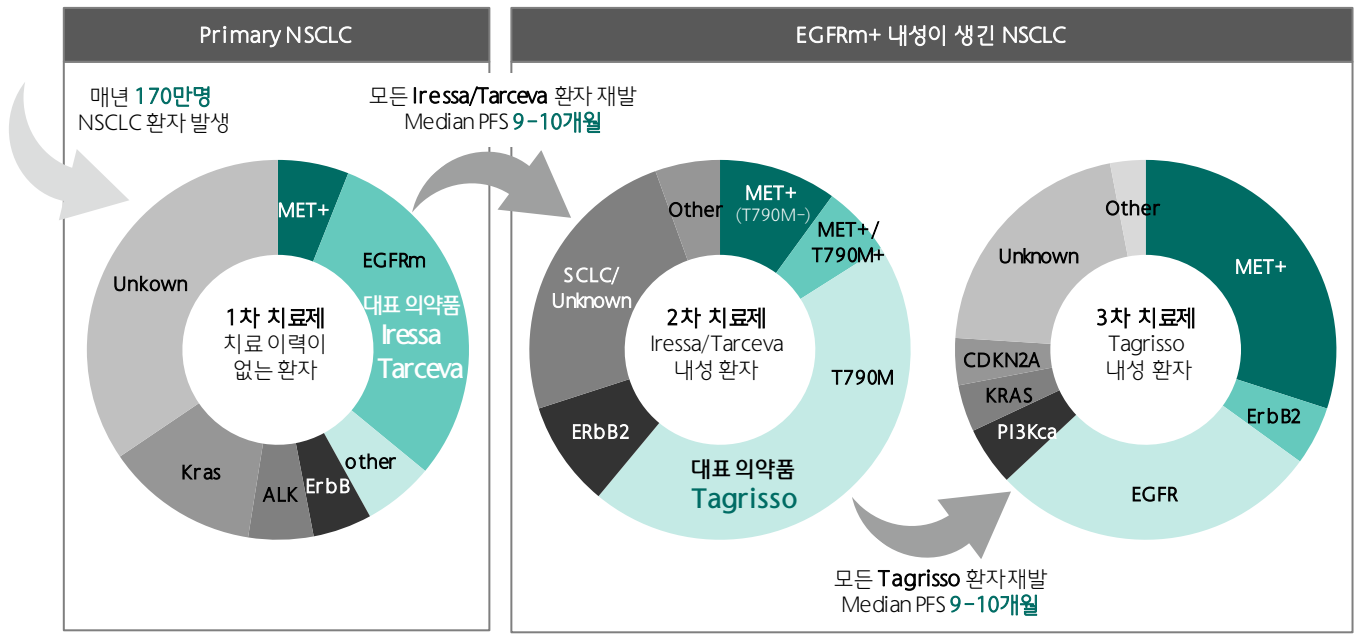 Primary NSCLC
매년 170만명
NSCLC 환자 발생
MET+
EGFRm
대표 의약품
Iressa
Tarceva
other
ErbB
ALK
Kras
Unkown
1차 치료제
치료 이력이
없는 환자
모든 Iressa/Tarceva 환자 재발
Median PFS 9-10개월
EGFRm+ 내성이 생긴 NSCLC
MET+
(T790M-)
MET+/
T790M+
T790M
대표 의약품
Tagrisso
ERbB2
SCLC/
Unknown
Other
2차 치료제
Iressa/Tarceva
내성 환자
모든 Tagrisso 환자재발
Median PFS 9-10개월
MET+
ErbB2
EGFR
PI3Kca
KRAS
CDKN2A
Unknown
Other
3차 치료제
Tagrisso
내성 환자